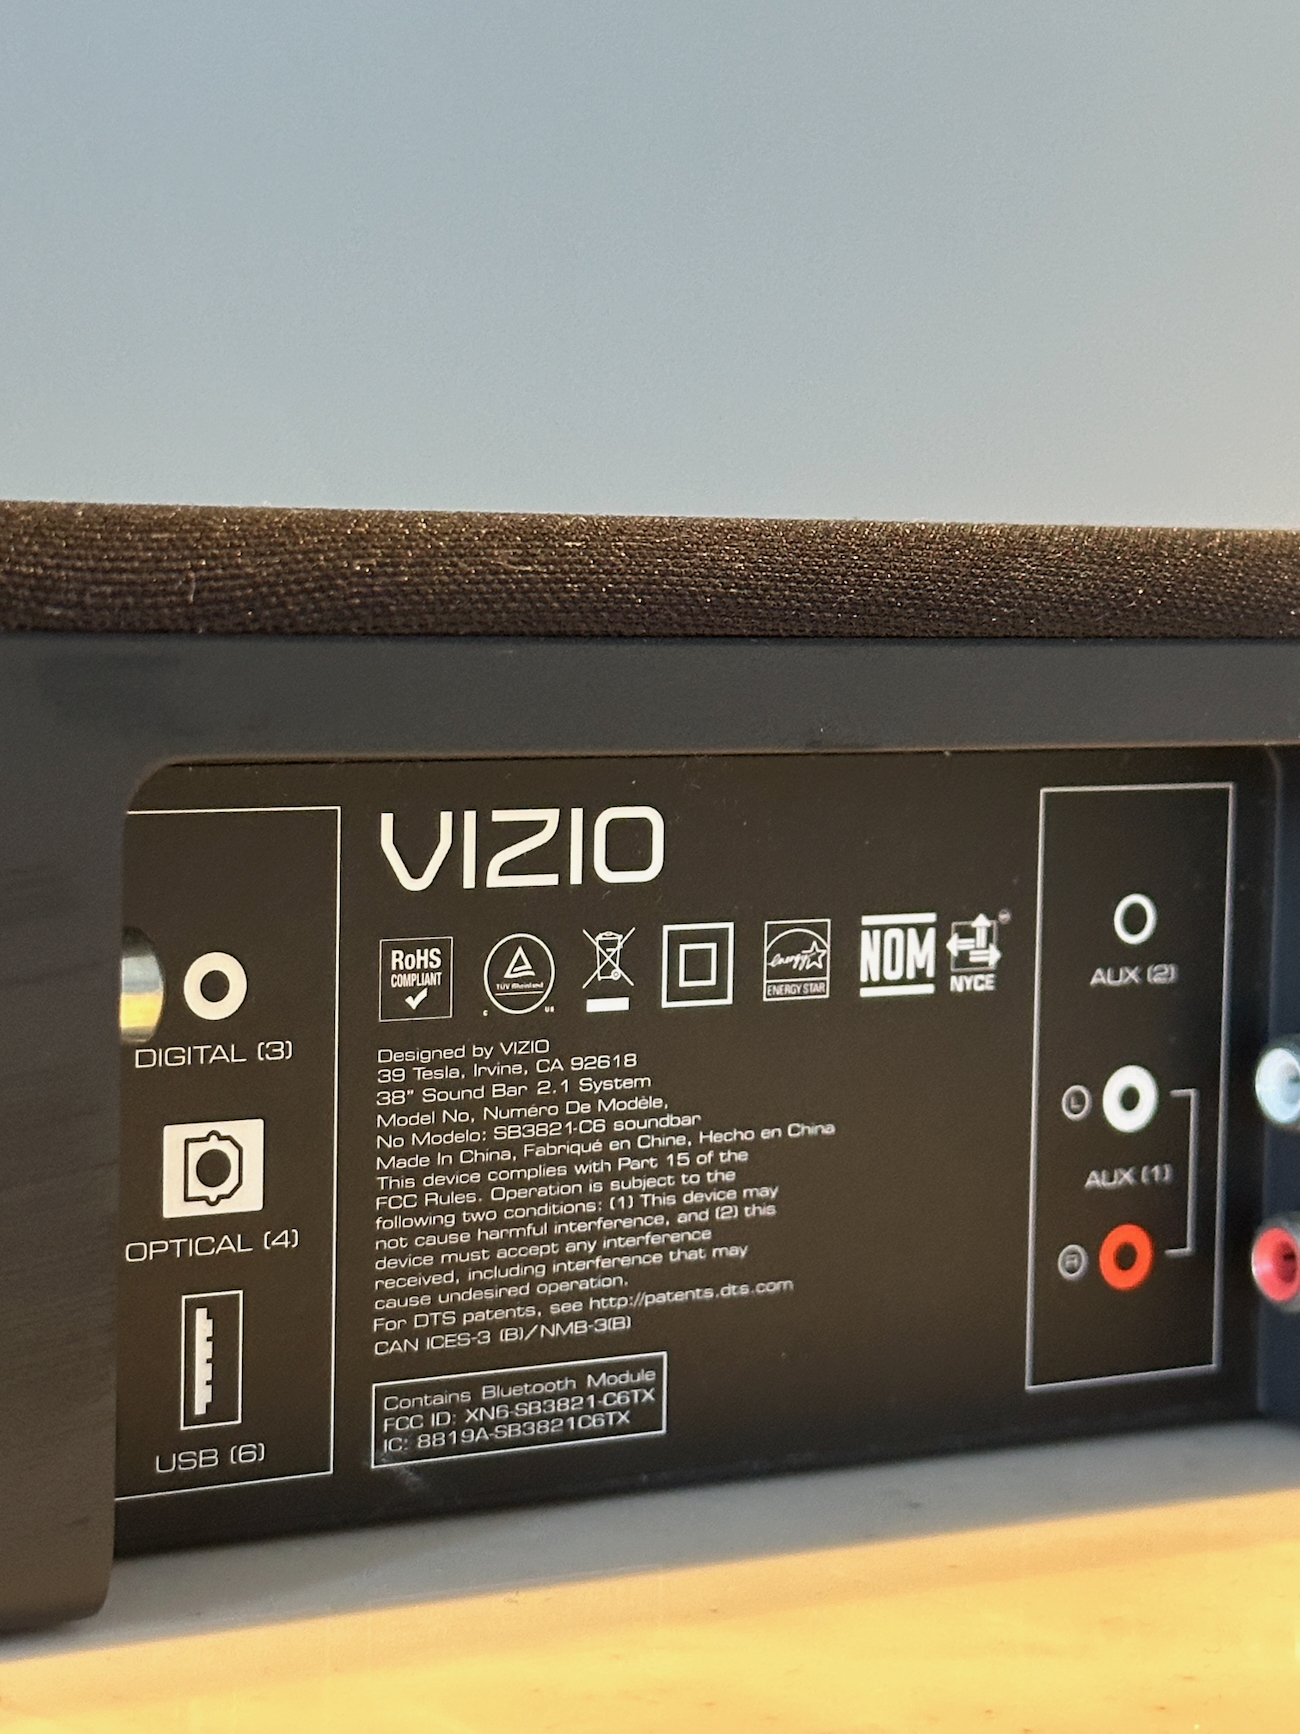 VIZIO
RoHS
COMPLIANT
TÜV Rheinland
C US
energy
ENERGY STAR
NOM
NYCE
DIGITAL (3)
OPTICAL (4)
USB (6)
Designed by VIZIO
39 Tesla, Irvine, CA 92618
38" Sound Bar 2.1 System
Model No, Numéro De Modèle,
No Modelo: SB3821-C6 soundbar
Made In China, Fabriqué en Chine, Hecho en China
This device complies with Part 15 of the
FCC Rules. Operation is subject to the
following two conditions: (1) This device may
not cause harmful interference, and (2) this
device must accept any interference
received, including interference that may
cause undesired operation.
For DTS patents, see http://patents.dts.com
CAN ICES-3 (B)/NMB-3(B)
Contains Bluetooth Module
FCC ID: XN6-SB3821-C6TX
IC: 8819A-SB3821C6TX
AUX (2)
L
AUX (1)
R